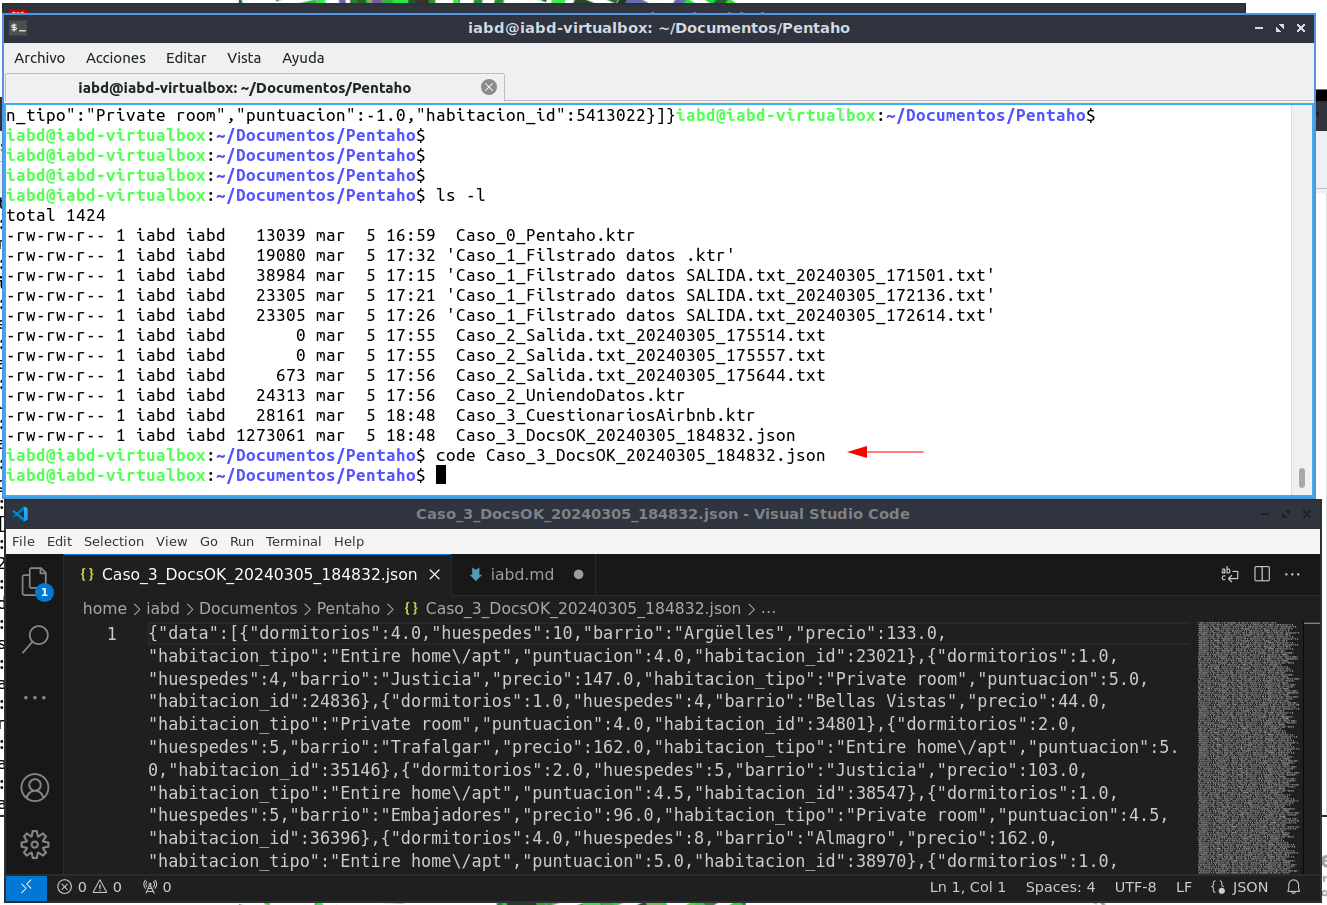 iabd@iabd-virtualbox: ~/Documentos/Pentaho
Archivo Acciones Editar Vista Ayuda
iabd@iabd-virtualbox: ~/Documentos/Pentaho
n_tipo":"Private room","puntuacion":-1.0,"habitacion_id":5413022}]}iabd@iabd-virtualbox:~/Documentos/Pentaho$
iabd@iabd-virtualbox:~/Documentos/Pentaho$
iabd@iabd-virtualbox:~/Documentos/Pentaho$
iabd@iabd-virtualbox:~/Documentos/Pentaho$
iabd@iabd-virtualbox:~/Documentos/Pentaho$ ls -l
total 1424
-rw-rw-r-- 1 iabd iabd   13039 mar  5 16:59  Caso_0_Pentaho.ktr
-rw-rw-r-- 1 iabd iabd   19080 mar  5 17:32 'Caso_1_Filstrado datos .ktr'
-rw-rw-r-- 1 iabd iabd   38984 mar  5 17:15 'Caso_1_Filstrado datos SALIDA.txt_20240305_171501.txt'
-rw-rw-r-- 1 iabd iabd   23305 mar  5 17:21 'Caso_1_Filstrado datos SALIDA.txt_20240305_172136.txt'
-rw-rw-r-- 1 iabd iabd   23305 mar  5 17:26 'Caso_1_Filstrado datos SALIDA.txt_20240305_172614.txt'
-rw-rw-r-- 1 iabd iabd       0 mar  5 17:55  Caso_2_Salida.txt_20240305_175514.txt
-rw-rw-r-- 1 iabd iabd       0 mar  5 17:55  Caso_2_Salida.txt_20240305_175557.txt
-rw-rw-r-- 1 iabd iabd     673 mar  5 17:56  Caso_2_Salida.txt_20240305_175644.txt
-rw-rw-r-- 1 iabd iabd   24313 mar  5 17:56  Caso_2_UniendoDatos.ktr
-rw-rw-r-- 1 iabd iabd   28161 mar  5 18:48  Caso_3_CuestionariosAirbnb.ktr
-rw-rw-r-- 1 iabd iabd 1273061 mar  5 18:48  Caso_3_DocsOK_20240305_184832.json
iabd@iabd-virtualbox:~/Documentos/Pentaho$ code Caso_3_DocsOK_20240305_184832.json
iabd@iabd-virtualbox:~/Documentos/Pentaho$
Caso_3_DocsOK_20240305_184832.json - Visual Studio Code
File Edit Selection View Go Run Terminal Help
{} Caso_3_DocsOK_20240305_184832.json iabd.md
1
home > iabd > Documentos > Pentaho > {} Caso_3_DocsOK_20240305_184832.json > ...
1 {"data":[{"dormitorios":4.0,"huespedes":10,"barrio":"Argüelles","precio":133.0,
"habitacion_tipo":"Entire home\/apt","puntuacion":4.0,"habitacion_id":23021},{"dormitorios":1.0,
"huespedes":4,"barrio":"Justicia","precio":147.0,"habitacion_tipo":"Private room","puntuacion":5.0,
"habitacion_id":24836},{"dormitorios":1.0,"huespedes":4,"barrio":"Bellas Vistas","precio":44.0,
"habitacion_tipo":"Private room","puntuacion":4.0,"habitacion_id":34801},{"dormitorios":2.0,
"huespedes":5,"barrio":"Trafalgar","precio":162.0,"habitacion_tipo":"Entire home\/apt","puntuacion":5.
0,"habitacion_id":35146},{"dormitorios":2.0,"huespedes":5,"barrio":"Justicia","precio":103.0,
"habitacion_tipo":"Entire home\/apt","puntuacion":4.5,"habitacion_id":38547},{"dormitorios":1.0,
"huespedes":5,"barrio":"Embajadores","precio":96.0,"habitacion_tipo":"Private room","puntuacion":4.5,
"habitacion_id":36396},{"dormitorios":4.0,"huespedes":8,"barrio":"Almagro","precio":162.0,
"habitacion_tipo":"Entire home\/apt","puntuacion":5.0,"habitacion_id":38970},{"dormitorios":1.0,
0 0 0 Ln 1, Col 1 Spaces: 4 UTF-8 LF {} JSON